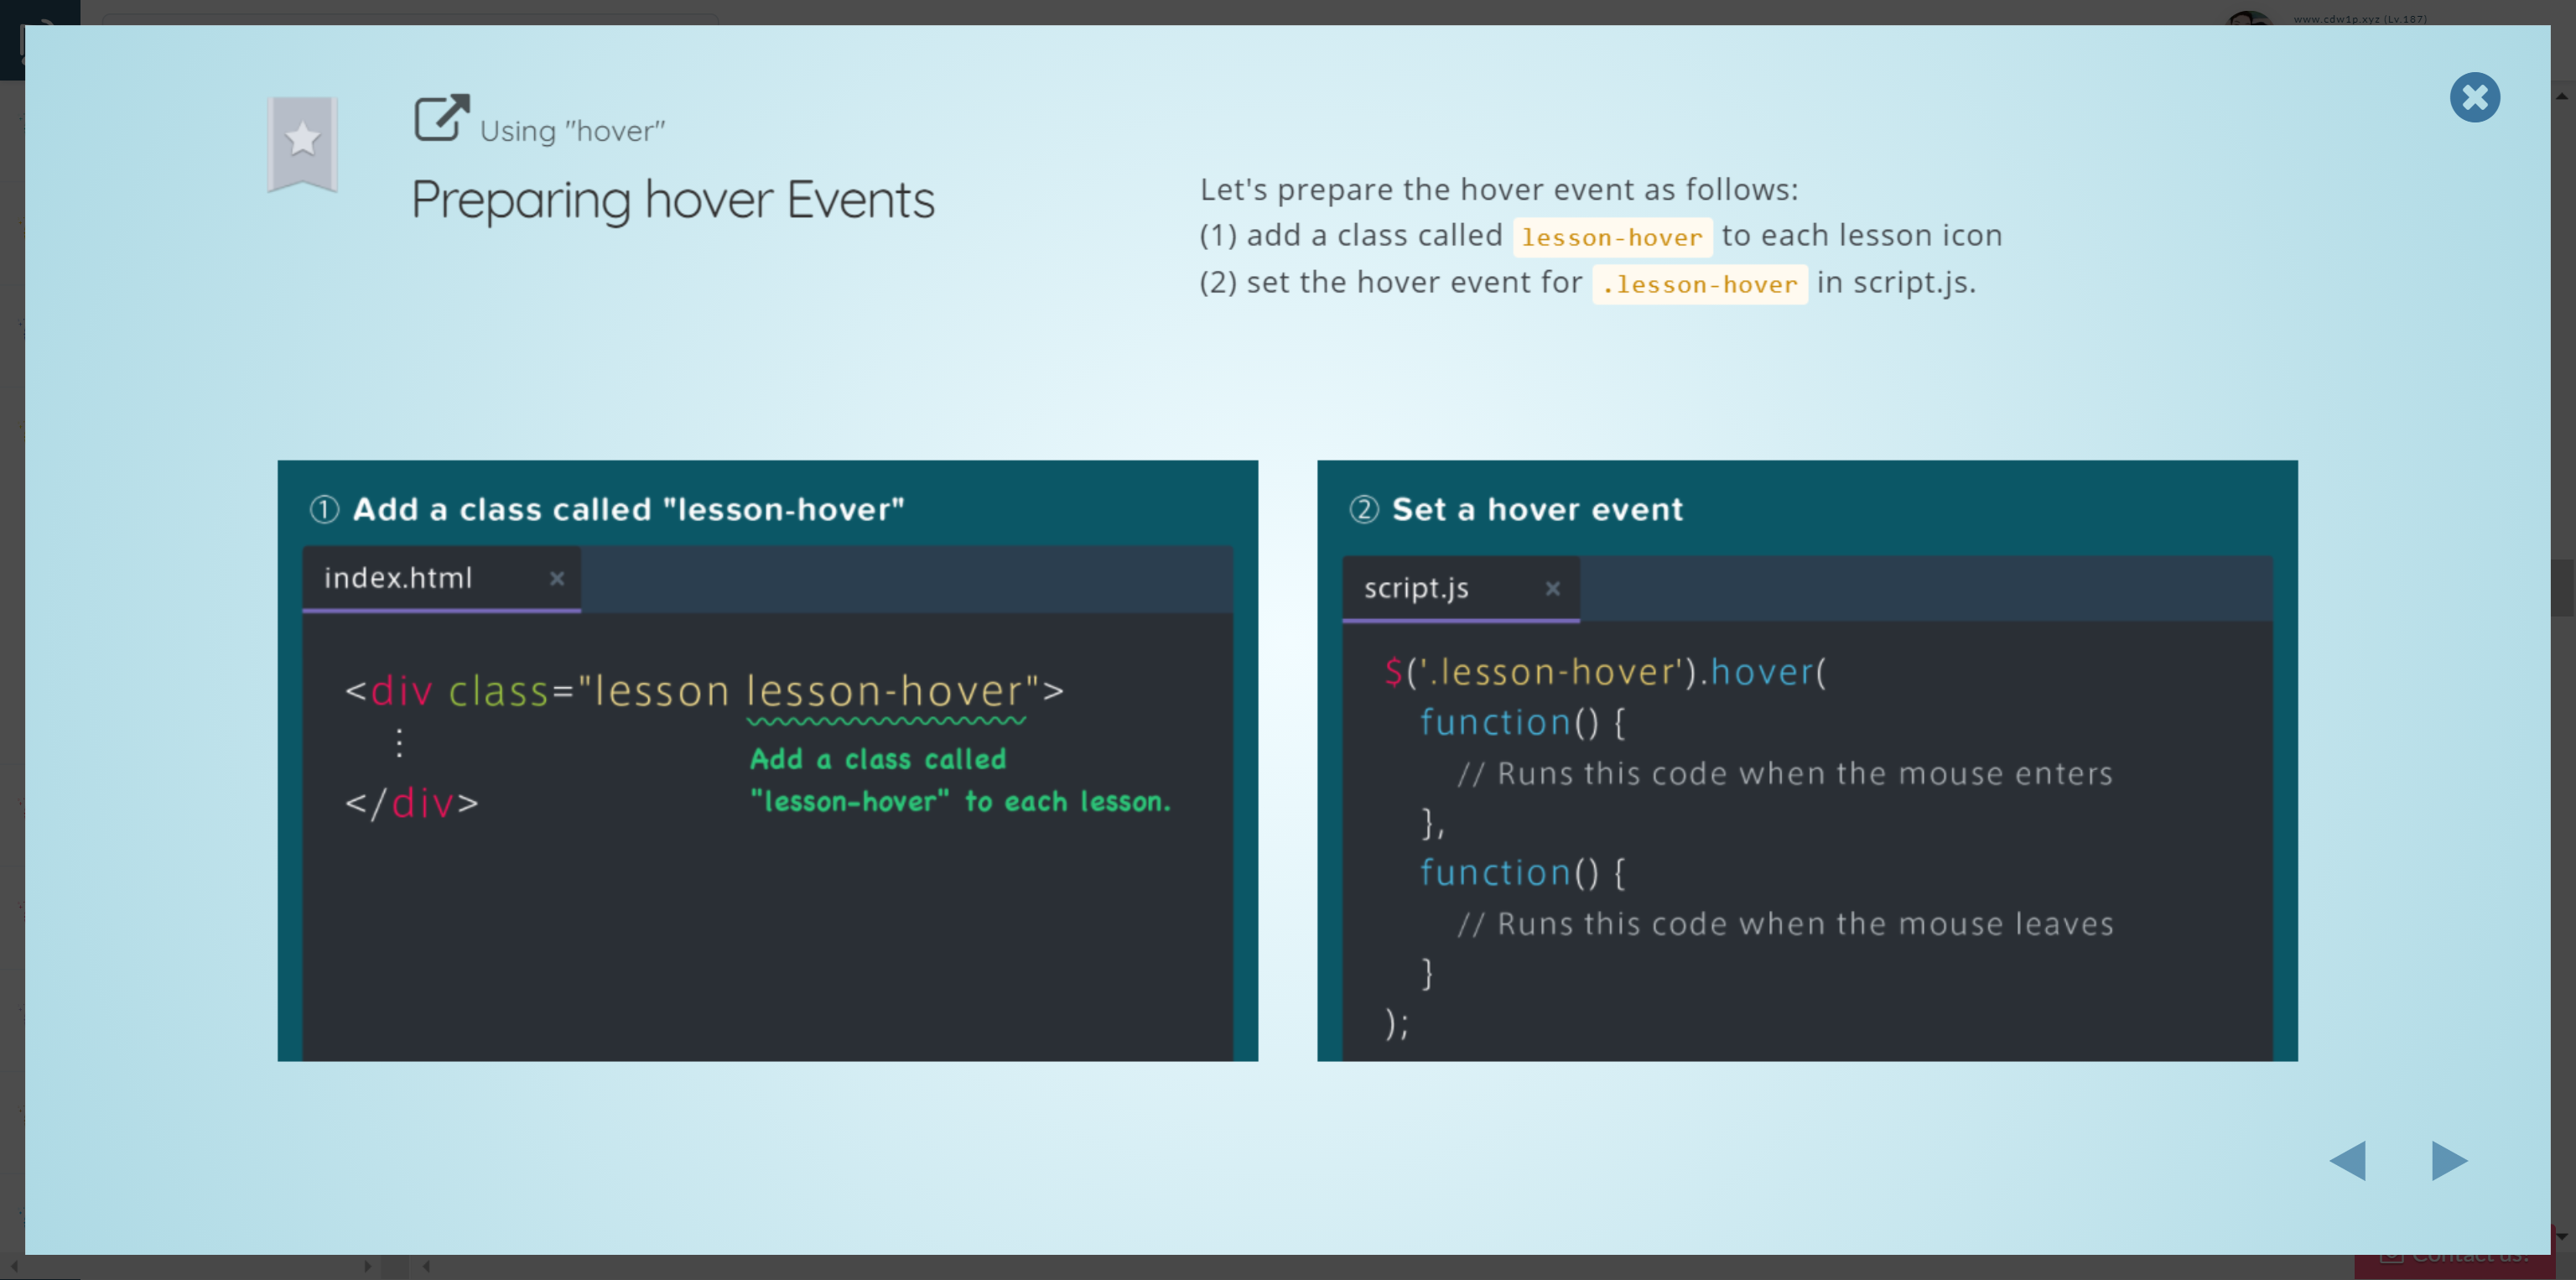 www.cdw1p.xyz (Lv.187)
Using "hover"
Preparing hover Events
Let's prepare the hover event as follows:
(1) add a class called lesson-hover to each lesson icon
(2) set the hover event for .lesson-hover in script.js.
① Add a class called "lesson-hover"
index.html ×
<div class="lesson lesson-hover">
⋮
Add a class called
"lesson-hover" to each lesson.
</div>
② Set a hover event
script.js ×
$('.lesson-hover').hover(
function() {
// Runs this code when the mouse enters
},
function() {
// Runs this code when the mouse leaves
}
);
Contact us!